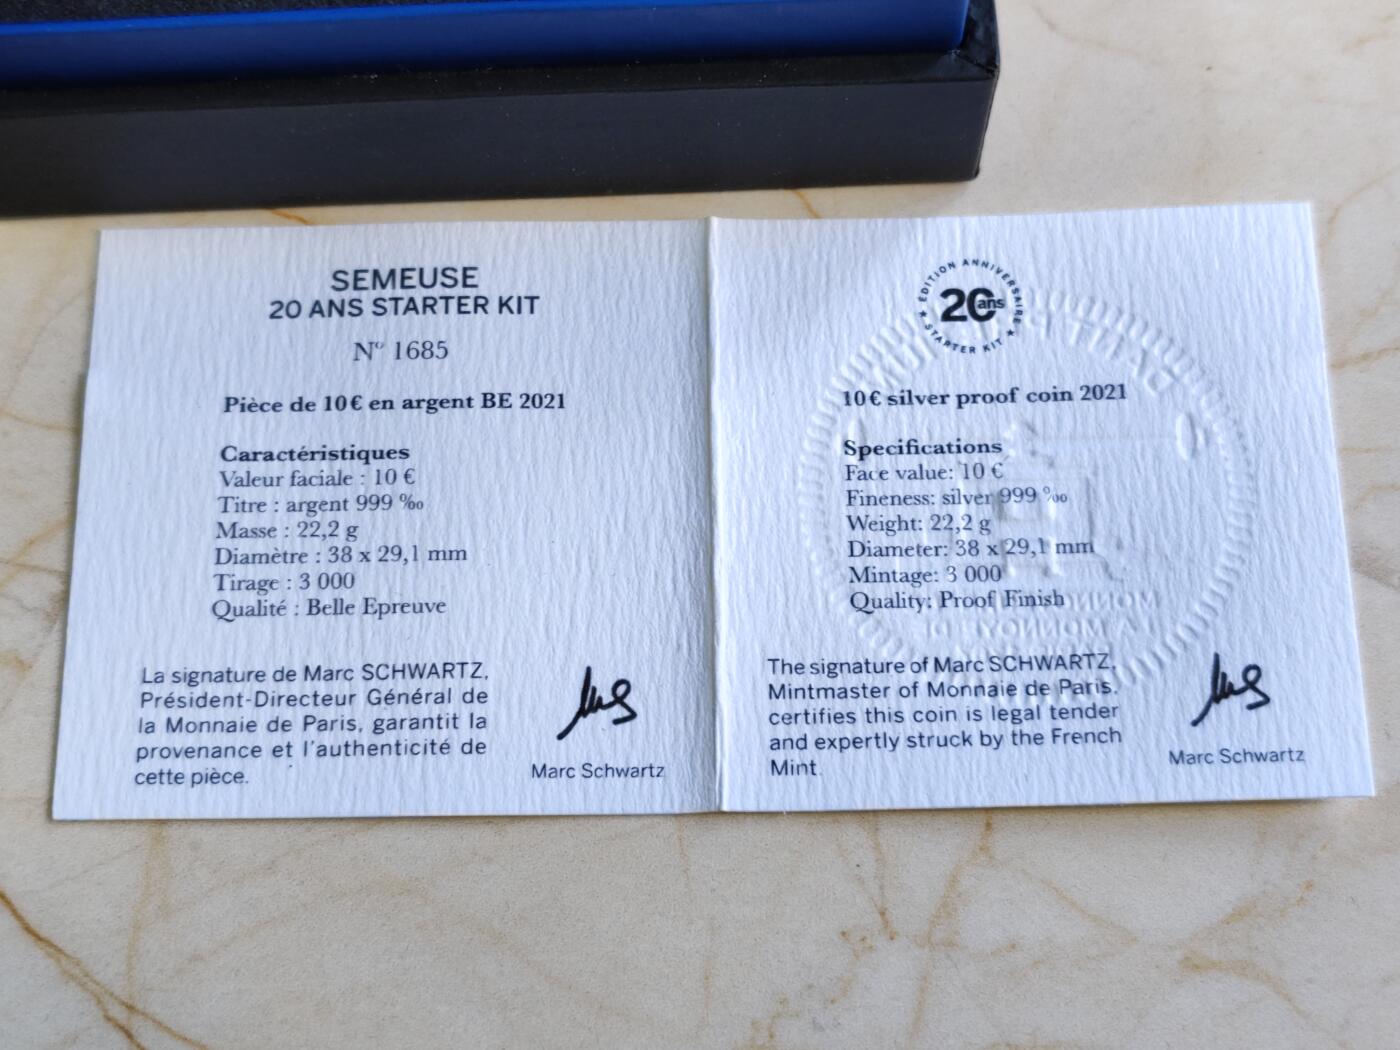 SEMEUSE
20 ANS STARTER KIT
Nº 1685
Pièce de 10 € en argent BE 2021
Caractéristiques
Valeur faciale : 10 €
Titre : argent 999 ‰
Masse : 22,2 g
Diamètre : 38 x 29,1 mm
Tirage : 3 000
Qualité : Belle Epreuve
La signature de Marc SCHWARTZ,
Président-Directeur Général de
la Monnaie de Paris, garantit la
provenance et l'authenticité de
cette pièce.
Marc Schwartz
ÉDITION ANNIVERSAIRE
20 ans
★ STARTER KIT ★
10 € silver proof coin 2021
Specifications
Face value: 10 €
Fineness: silver 999 ‰
Weight: 22,2 g
Diameter: 38 x 29,1 mm
Mintage: 3 000
Quality: Proof Finish
The signature of Marc SCHWARTZ,
Mintmaster of Monnaie de Paris,
certifies this coin is legal tender
and expertly struck by the French
Mint.
Marc Schwartz